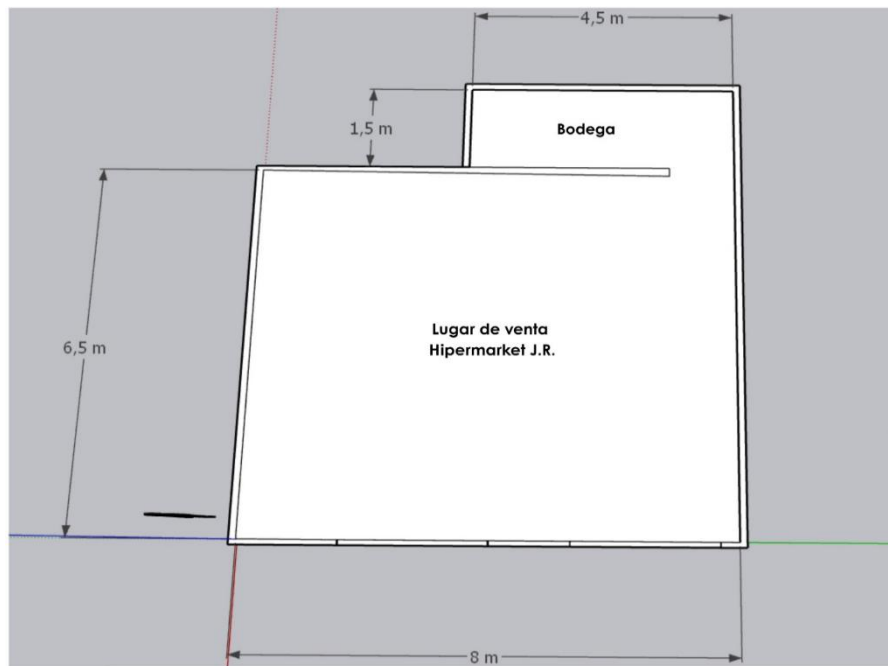 4,5 m
1,5 m
Bodega
6,5 m
Lugar de venta
Hipermarket J.R.
8 m